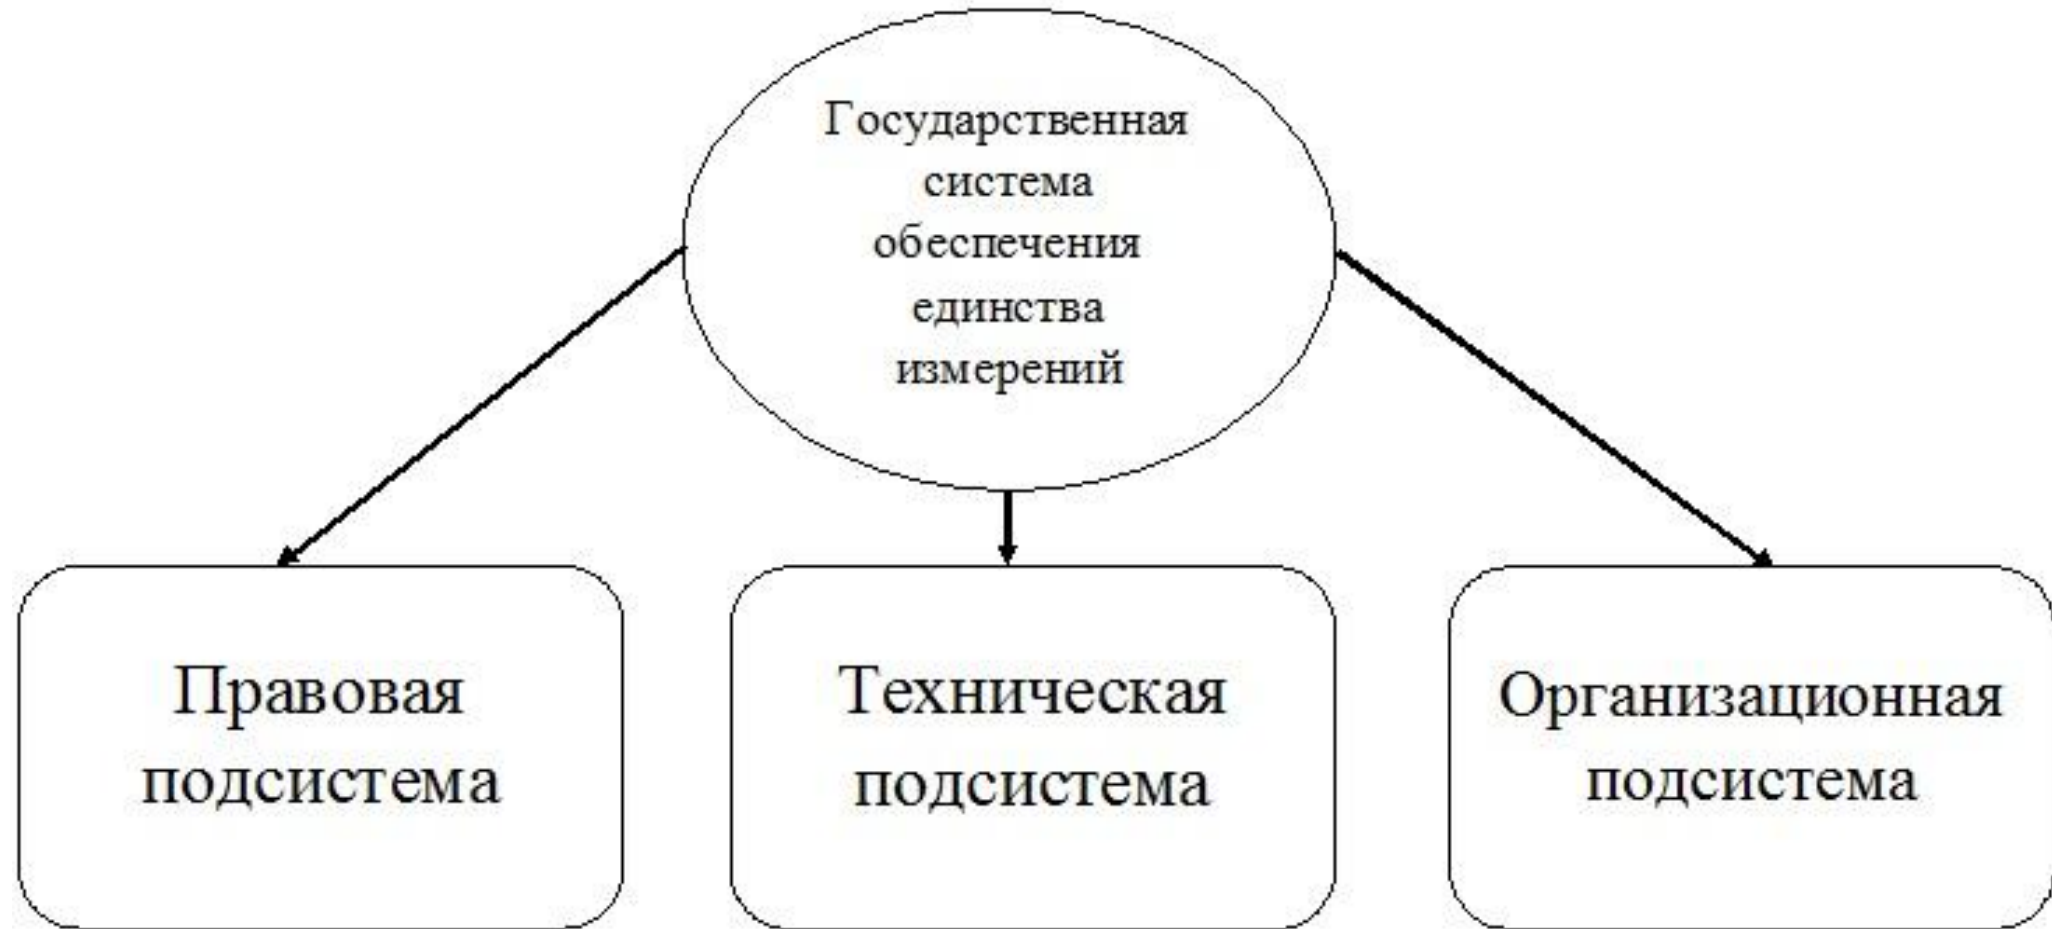 Государственная
система
обеспечения
единства
измерений
Правовая
подсистема
Техническая
подсистема
Организационная
подсистема